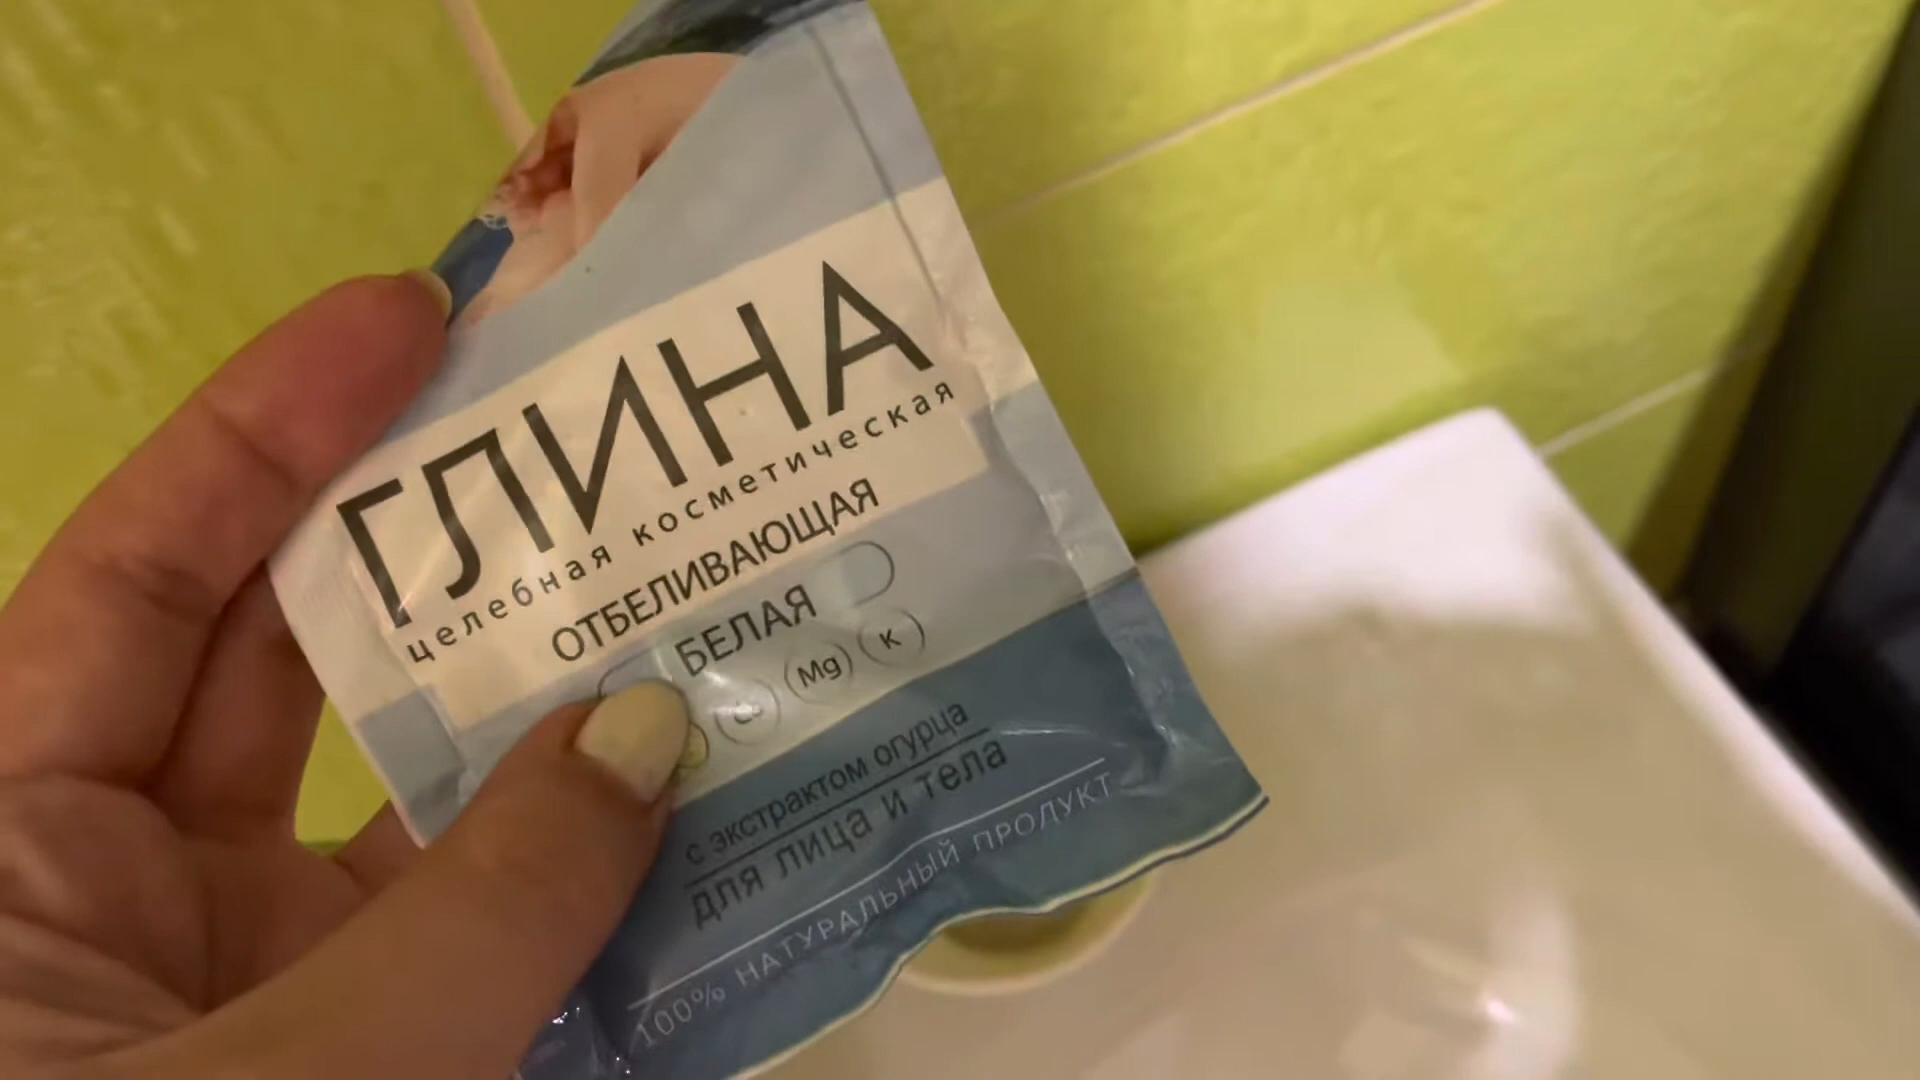 ГЛИНА
целебная косметическая
ОТБЕЛИВАЮЩАЯ
БЕЛАЯ
Mg K
с экстрактом огурца
для лица и тела
100% НАТУРАЛЬНЫЙ ПРОДУКТ